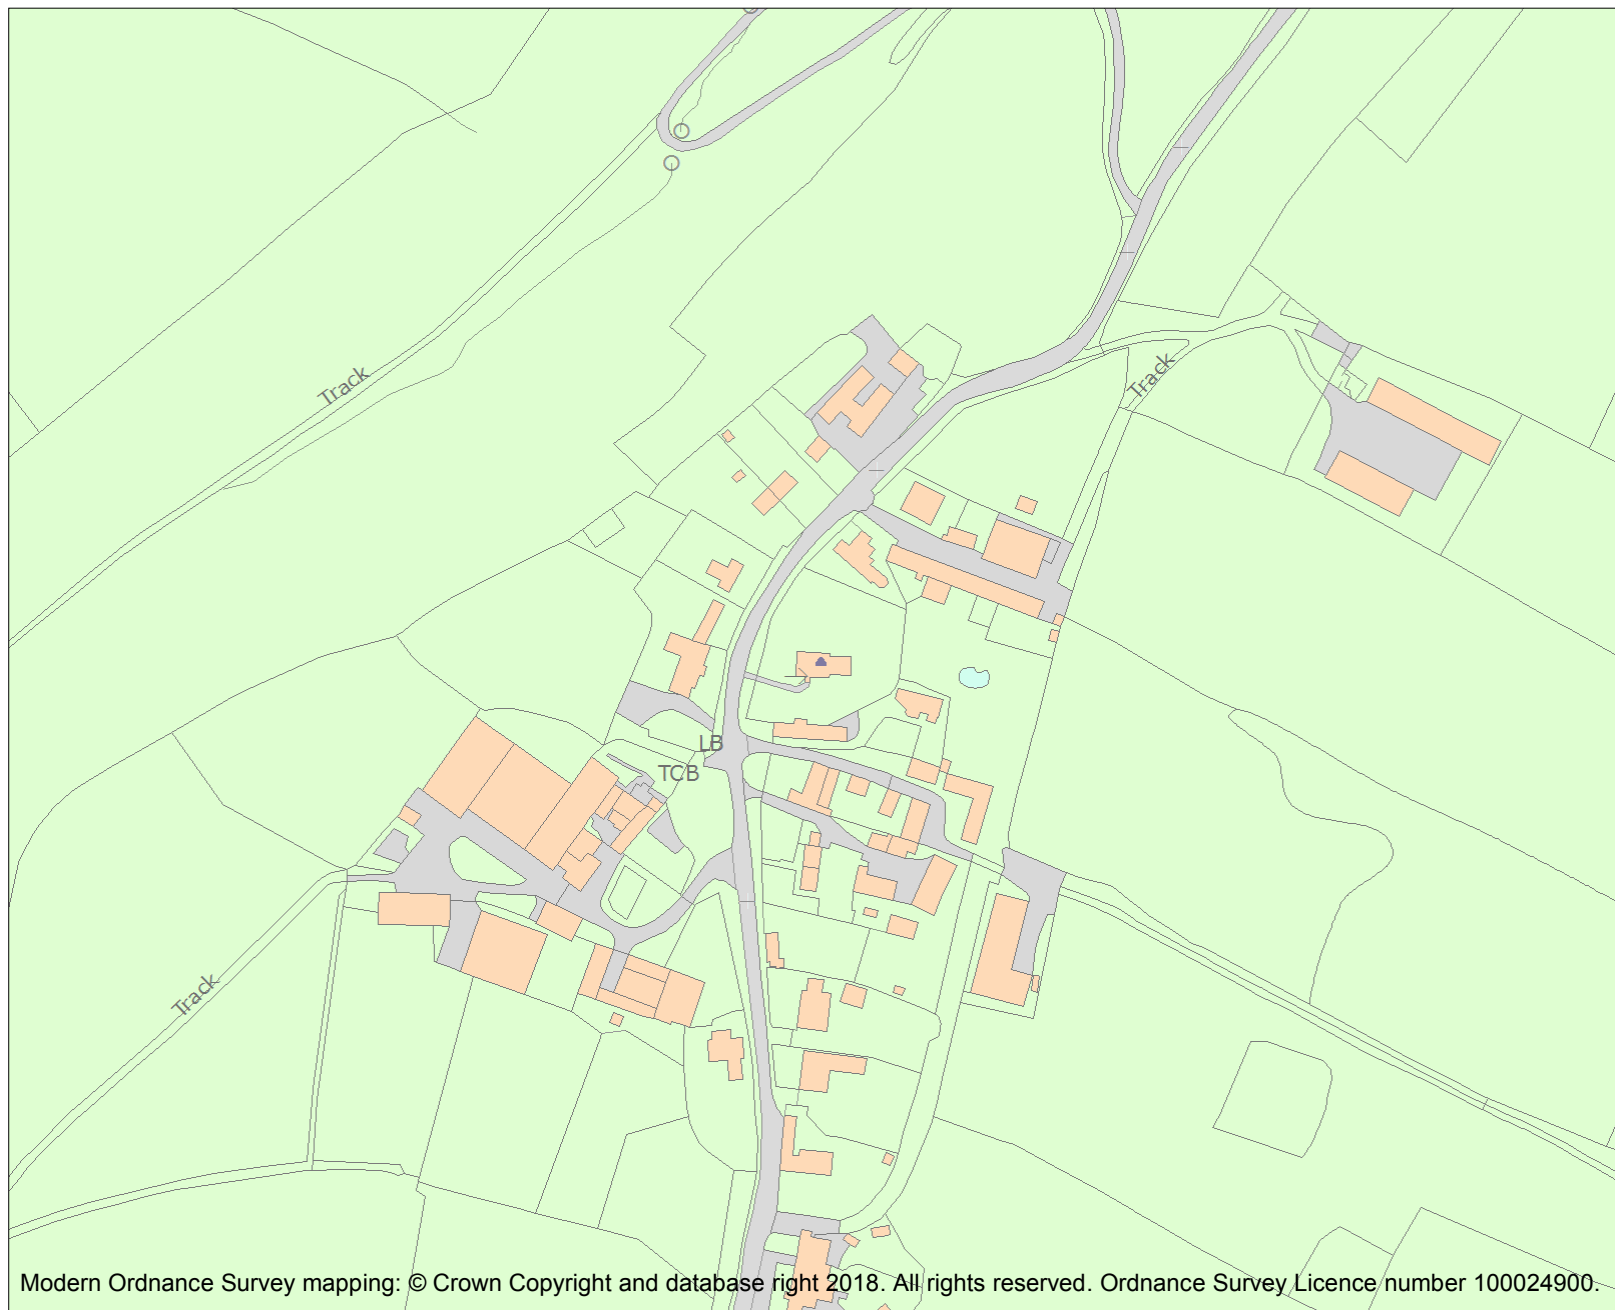 Track
Track
LB
TCB
Track
Modern Ordnance Survey mapping: © Crown Copyright and database right 2018. All rights reserved. Ordnance Survey Licence number 100024900.